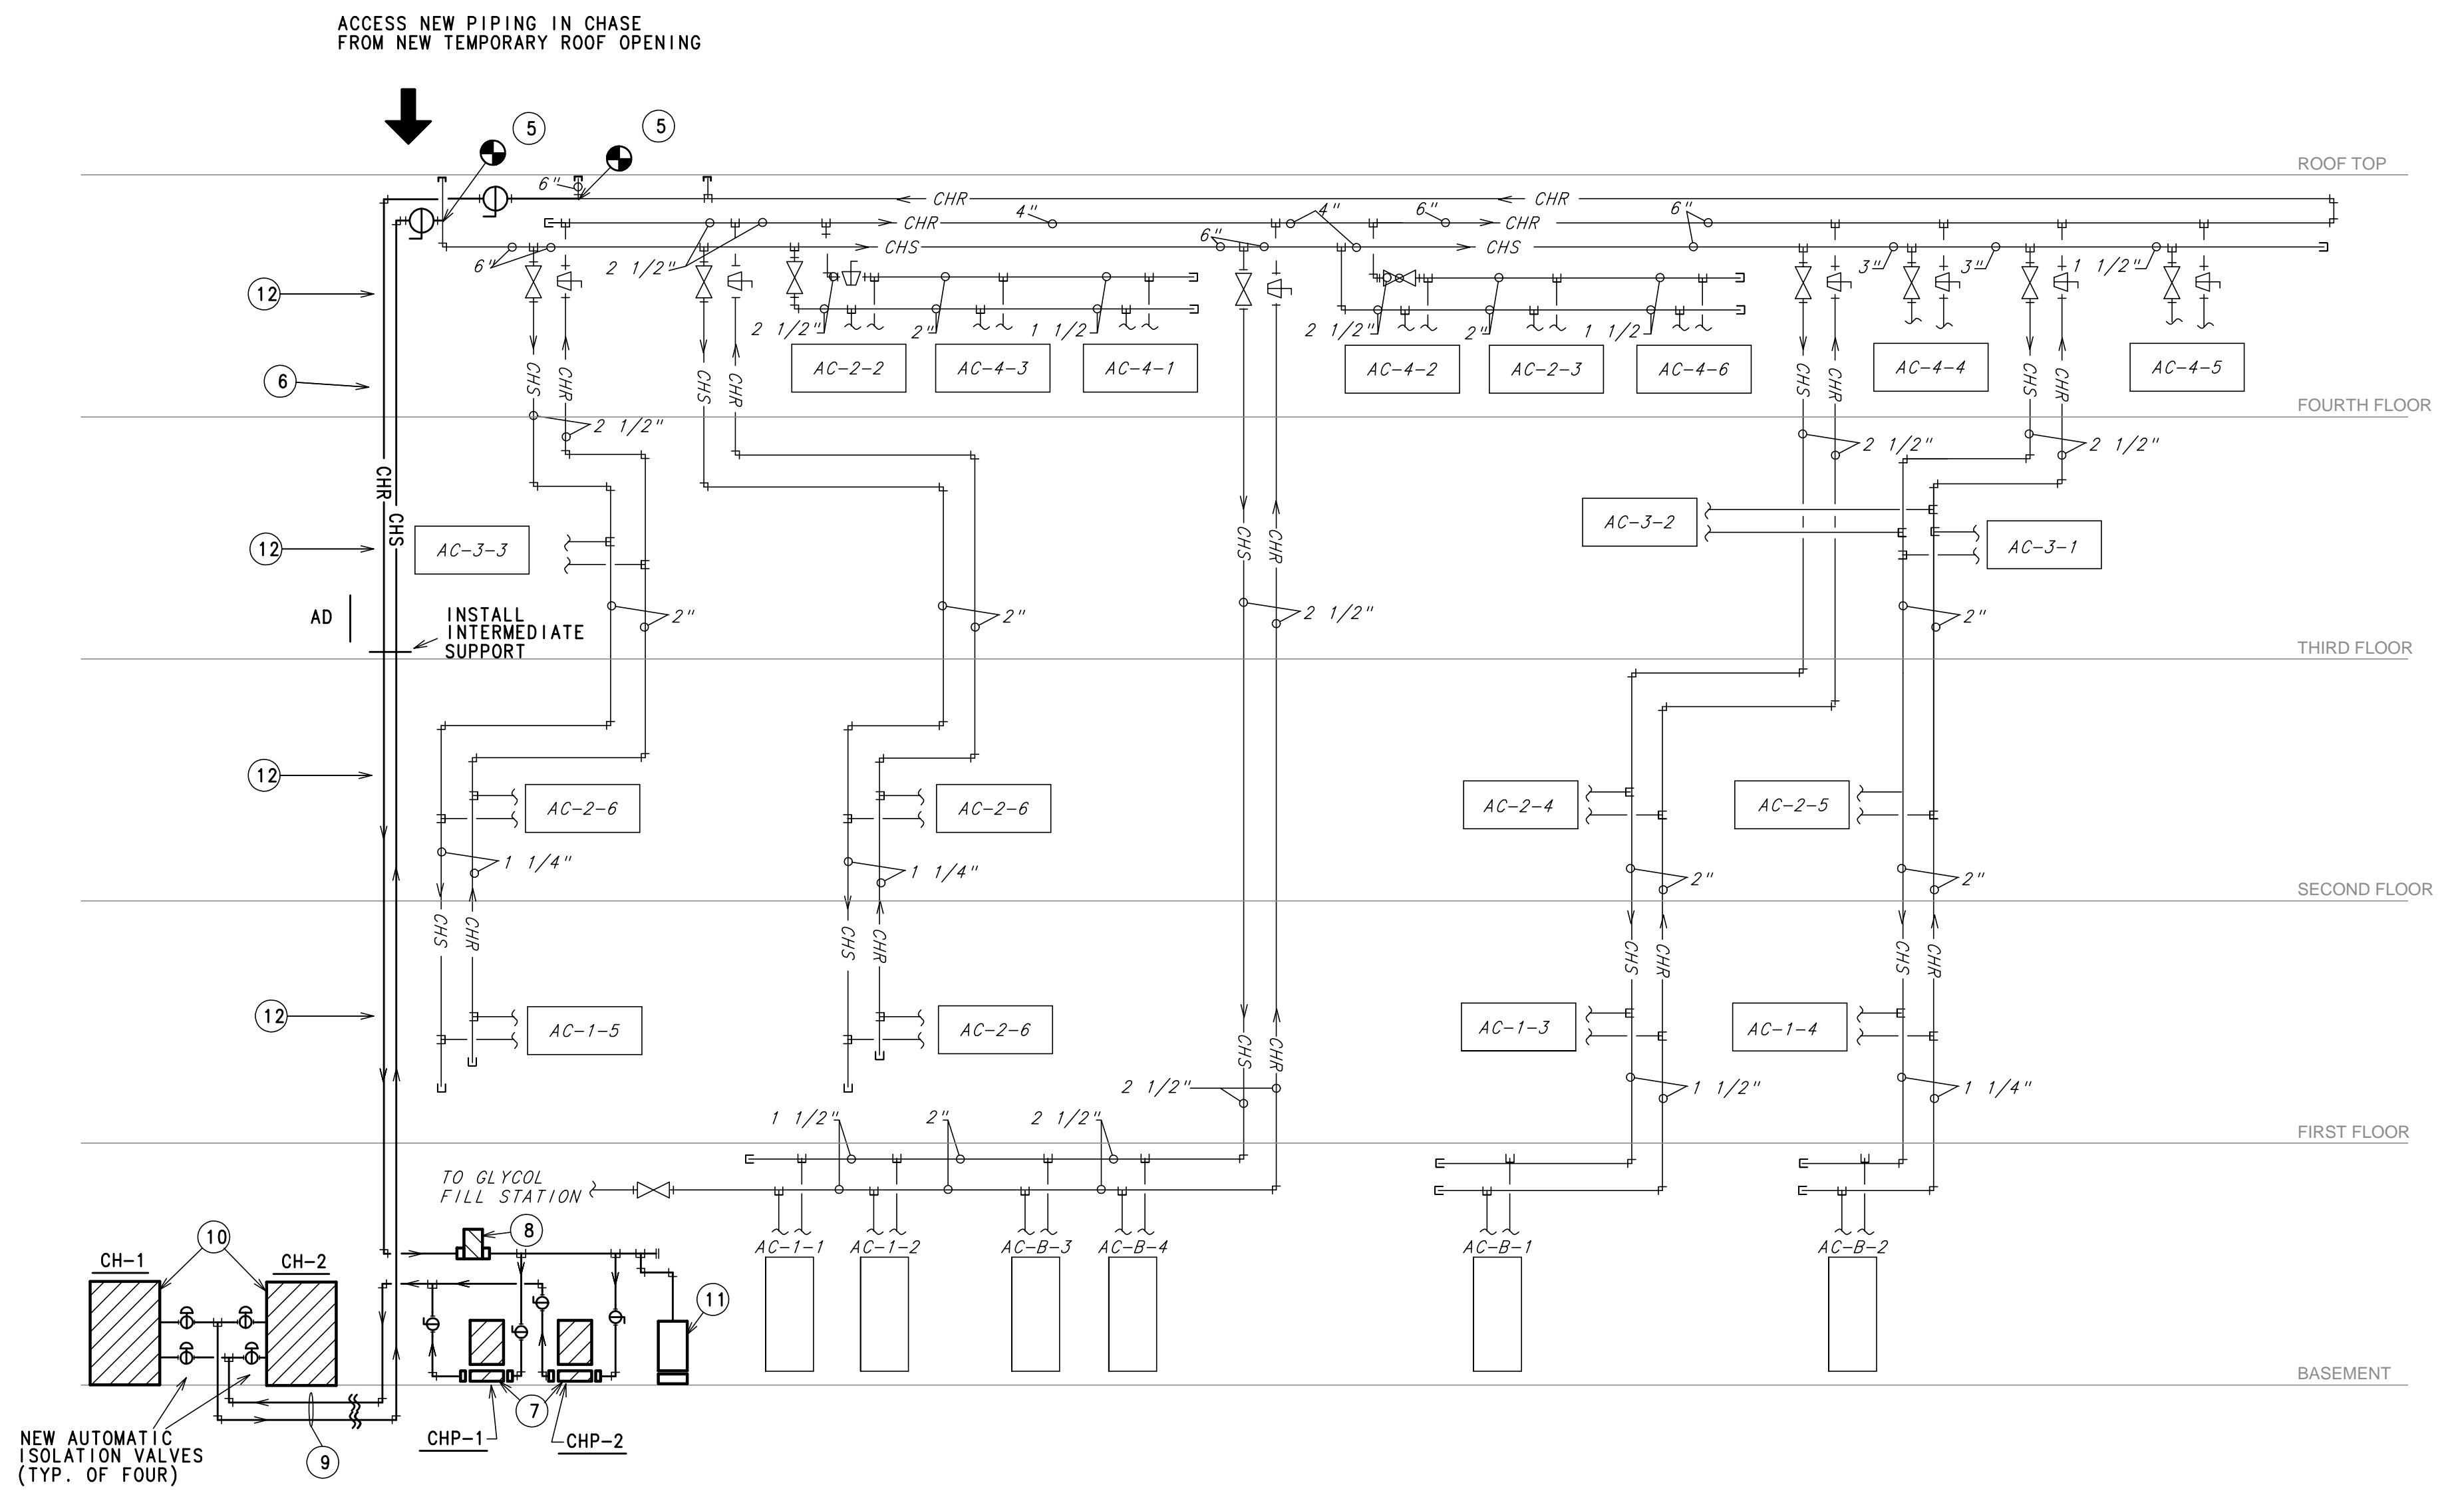 ACCESS NEW PIPING IN CHASE
FROM NEW TEMPORARY ROOF OPENING
5
5
ROOF TOP
6"
CHR
CHR
CHR
4"
4"
6"
CHR
6"
6"
CHS
6"
CHS
2 1/2"
3"
3"
1 1/2"
12
2 1/2"
2"
1 1/2
2 1/2"
2"
1 1/2
6
CHS
CHR
CHS
CHR
AC-2-2
AC-4-3
AC-4-1
AC-4-2
AC-2-3
AC-4-6
CHS
CHR
AC-4-4
CHS
CHR
AC-4-5
FOURTH FLOOR
2 1/2"
2 1/2"
2 1/2"
CHR
CHS
12
AC-3-3
CHS
CHR
AC-3-2
AC-3-1
AD
INSTALL
INTERMEDIATE
SUPPORT
2"
2"
2 1/2"
2"
THIRD FLOOR
12
AC-2-6
AC-2-6
AC-2-4
AC-2-5
1 1/4"
1 1/4"
2"
2"
SECOND FLOOR
CHS
CHR
CHS
CHR
CHS
CHR
CHS
CHR
12
AC-1-5
AC-2-6
CHS
CHR
AC-1-3
AC-1-4
2 1/2"
1 1/2"
1 1/4"
1 1/2"
2"
2 1/2"
FIRST FLOOR
TO GLYCOL
FILL STATION
8
10
CH-1
CH-2
AC-1-1
AC-1-2
AC-B-3
AC-B-4
AC-B-1
AC-B-2
11
BASEMENT
7
NEW AUTOMATIC
ISOLATION VALVES
(TYP. OF FOUR)
9
CHP-1
CHP-2